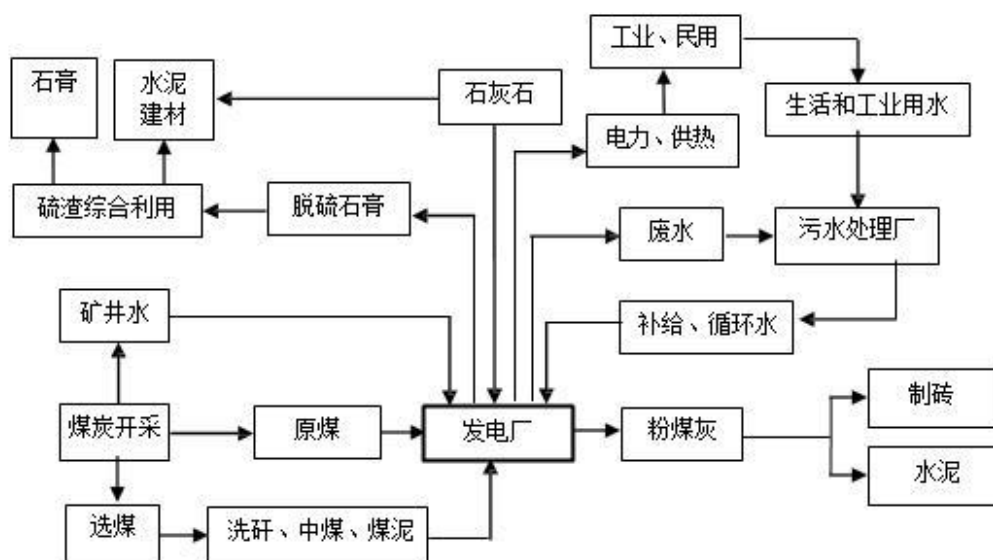 工业、民用
石膏
水泥
建材
石灰石
生活和工业用水
电力、供热
硫渣综合利用
脱硫石膏
废水
污水处理厂
矿井水
补给、循环水
制砖
煤炭开采
原煤
发电厂
粉煤灰
水泥
选煤
洗矸、中煤、煤泥